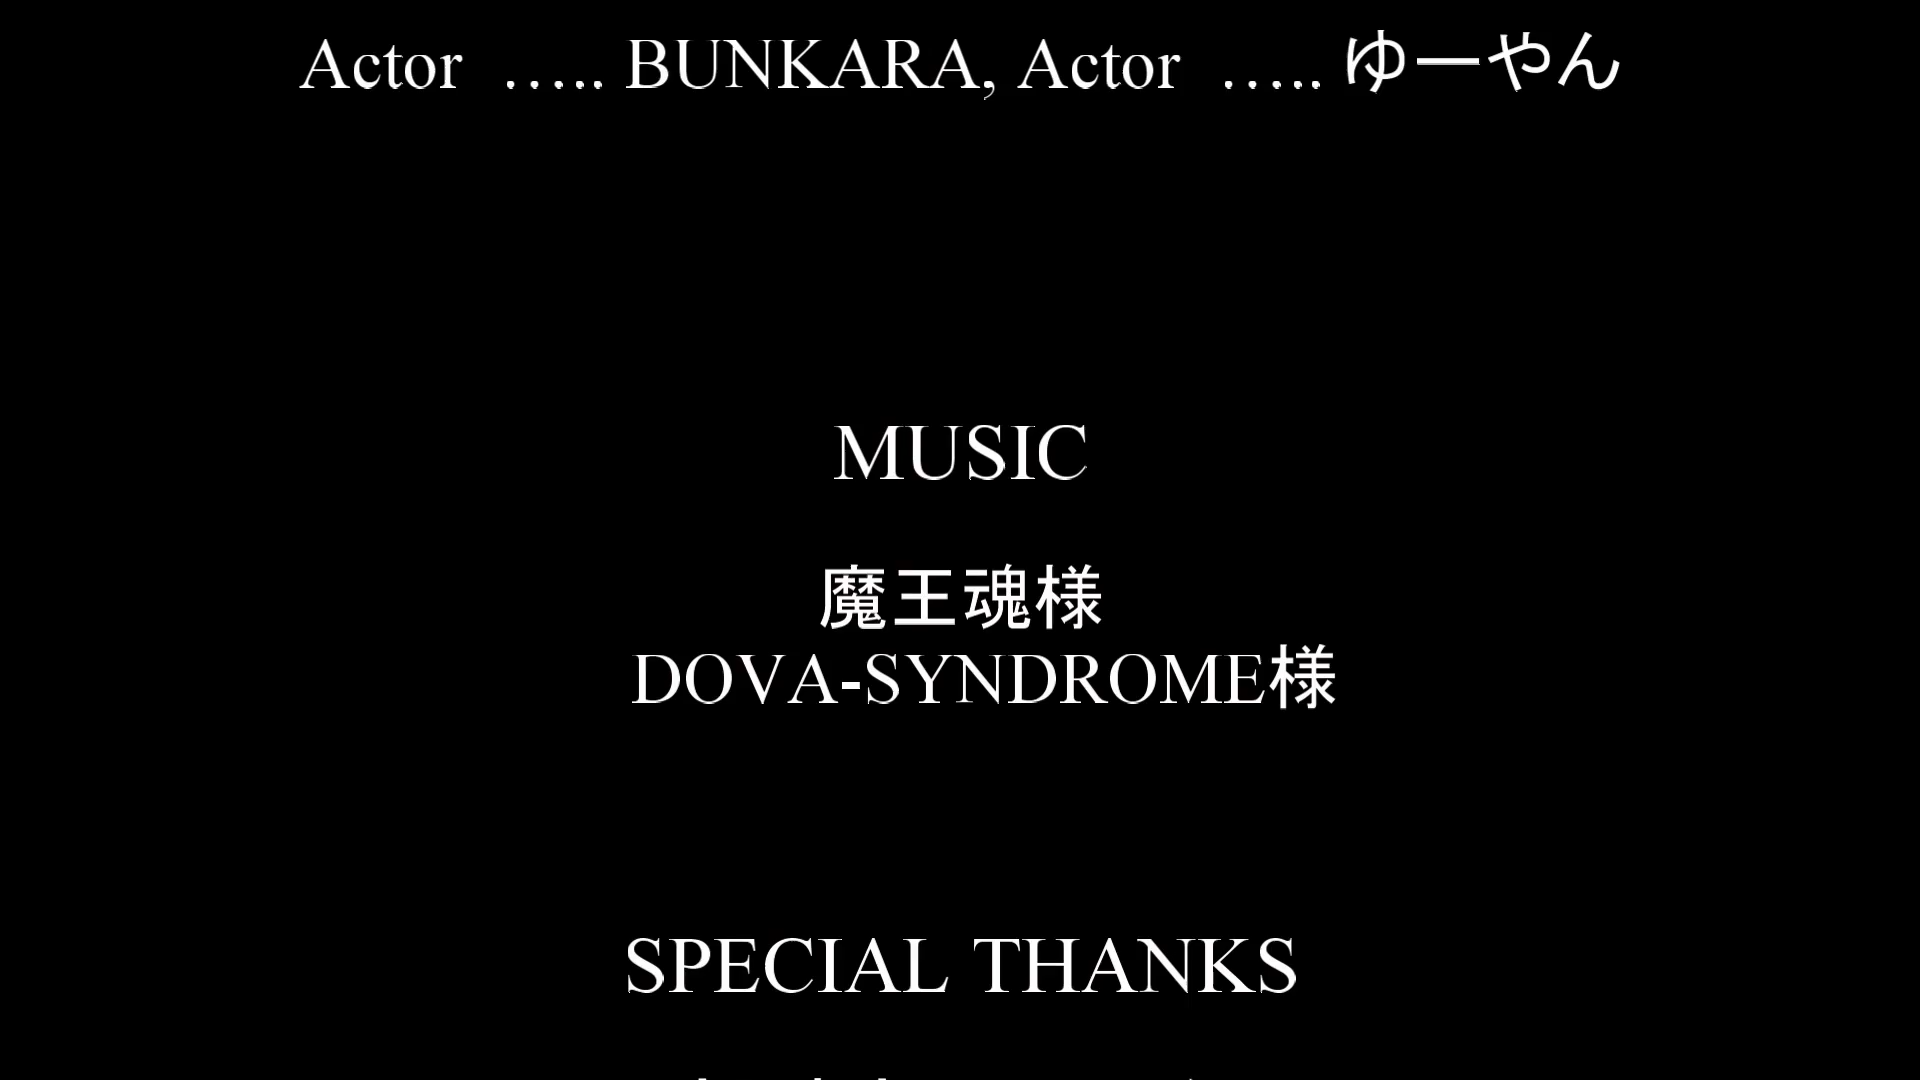 Actor ….. BUNKARA, Actor ….. ゆーやん
MUSIC
魔王魂様
DOVA-SYNDROME様
SPECIAL THANKS